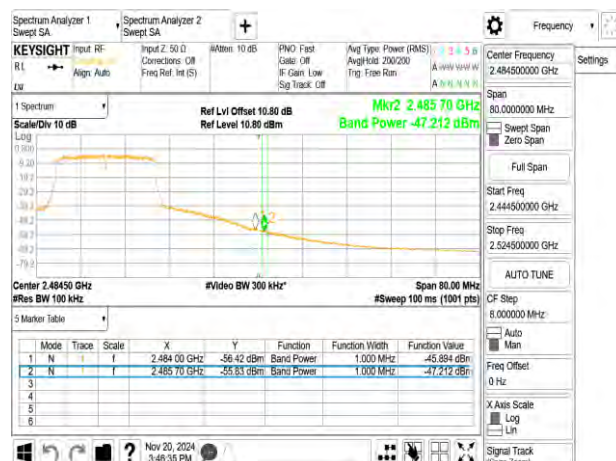 Spectrum Analyzer 1
Swept SA
Spectrum Analyzer 2
Swept SA
+
Frequency
KEYSIGHT
Input: RF
Align: Auto
Input Z: 50 Ω
Corrections: Off
Freq Ref: Int (S)
#Atten: 10 dB
PNO: Fast
Gate: Off
IF Gain: Low
Sig Track: Off
Avg Type: Power (RMS)
Avg|Hold: 200/200
Trig: Free Run
Center Frequency
2.484500000 GHz
Settings
Span
80.0000000 MHz
Swept Span
Zero Span
Full Span
Start Freq
2.444500000 GHz
Stop Freq
2.524500000 GHz
AUTO TUNE
CF Step
8.000000 MHz
Auto
Man
Freq Offset
0 Hz
X Axis Scale
Log
Lin
Signal Track
1 Spectrum
Scale/Div 10 dB
Ref Lvl Offset 10.80 dB
Ref Level 10.80 dBm
Mkr2 2.485 70 GHz
Band Power -47.212 dBm
Log
Center 2.48450 GHz
#Video BW 300 kHz*
Span 80.00 MHz
#Res BW 100 kHz
#Sweep 100 ms (1001 pts)
5 Marker Table
Mode Trace Scale X Y Function Function Width Function Value
1 N 1 f 2.484 00 GHz -56.42 dBm Band Power 1.000 MHz -45.894 dBm
2 N 1 f 2.485 70 GHz -55.83 dBm Band Power 1.000 MHz -47.212 dBm
3
4
5
6
Nov 20, 2024
3:46:35 PM